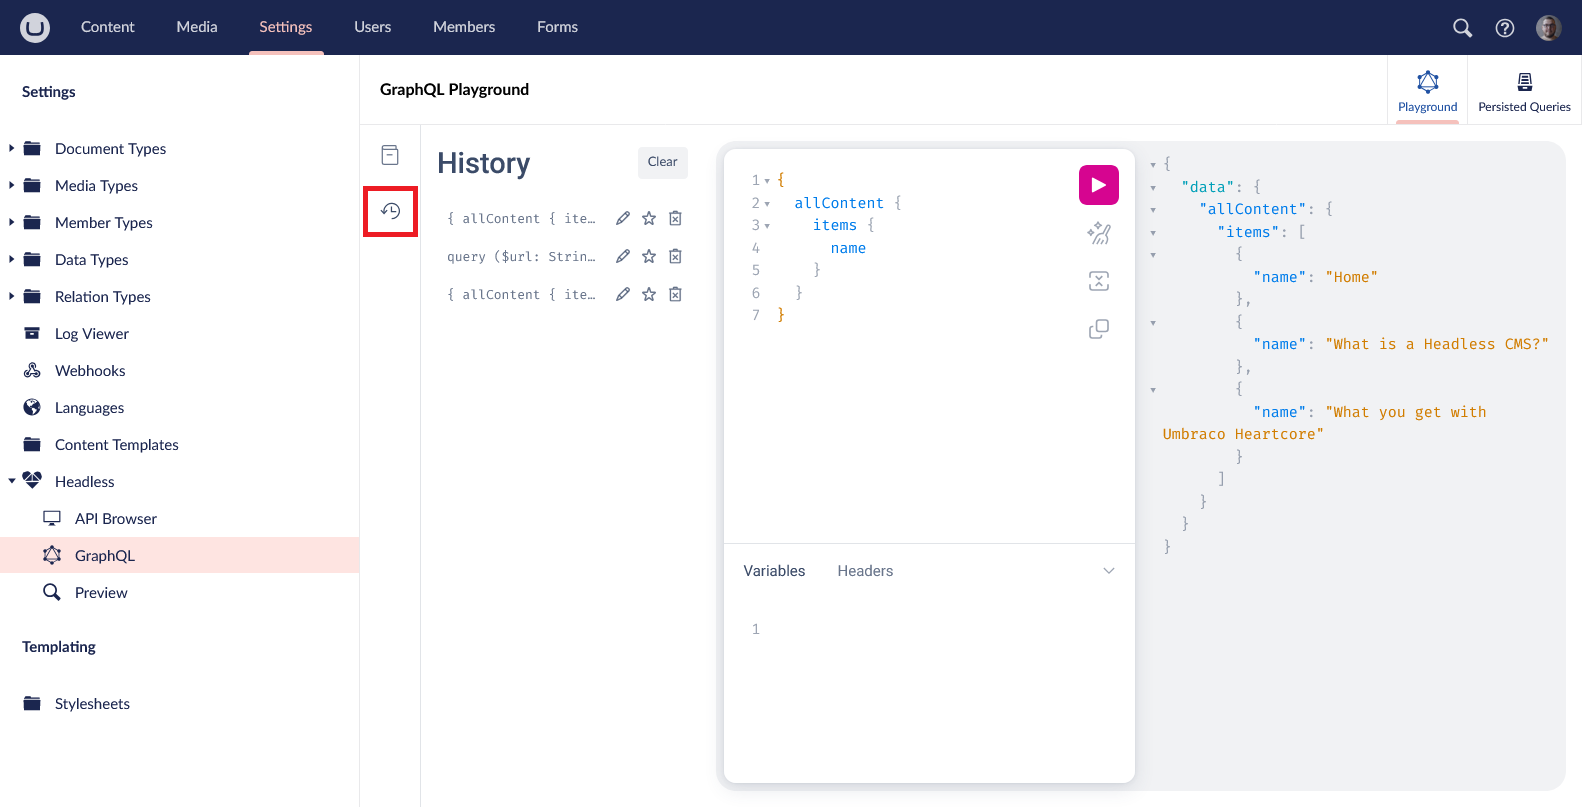 Content
Media
Settings
Users
Members
Forms
Settings
Document Types
Media Types
Member Types
Data Types
Relation Types
Log Viewer
Webhooks
Languages
Content Templates
Headless
API Browser
GraphQL
Preview
Templating
Stylesheets
GraphQL Playground
Playground
Persisted Queries
History
Clear
{ allContent { ite…
query ($url: Strin…
{ allContent { ite…
1 {
2 allContent {
3 items {
4 name
5 }
6 }
7 }
Variables
Headers
1
{
"data": {
"allContent": {
"items": [
{
"name": "Home"
},
{
"name": "What is a Headless CMS?"
},
{
"name": "What you get with
Umbraco Heartcore"
}
]
}
}
}